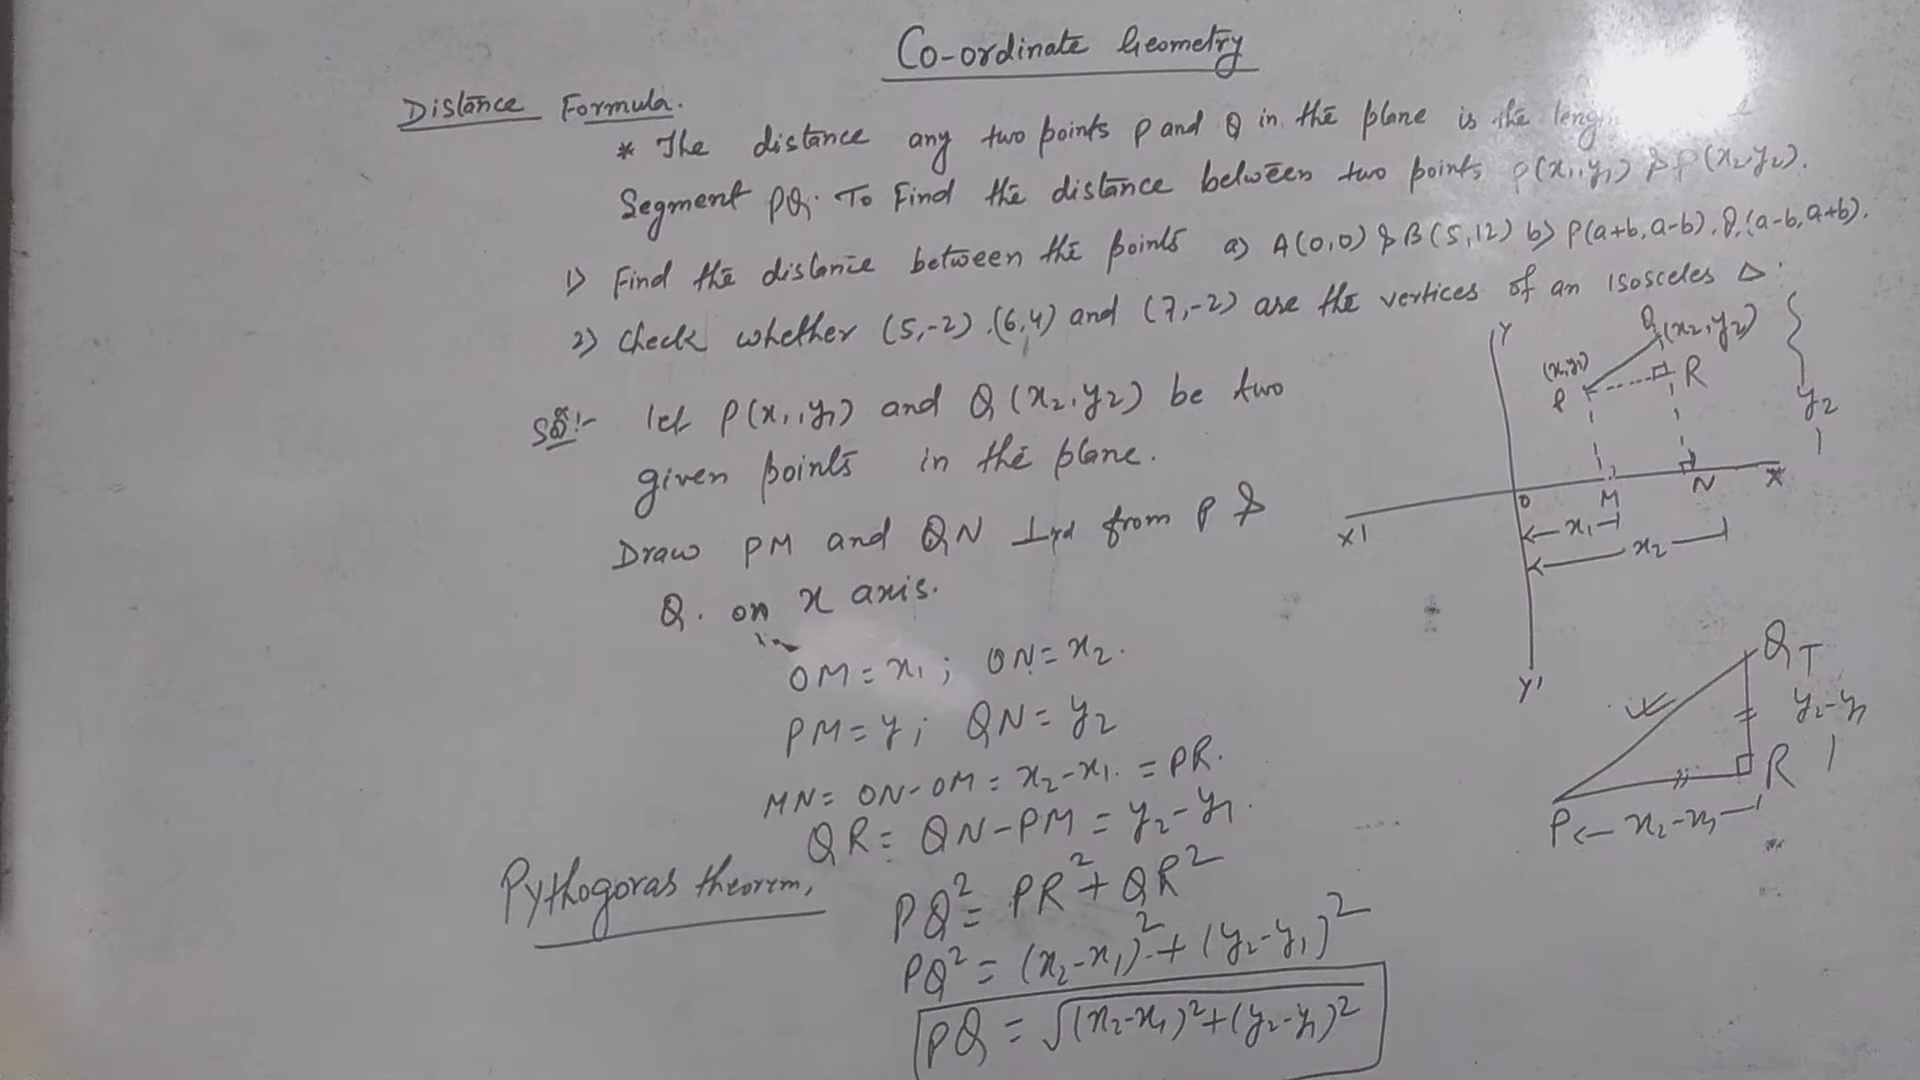 Co-ordinate Geometry
Distance Formula.
* The distance any two points P and Q in the plane is the
Segment PQ. To Find the distance between two points P(x₁,y₁) & P(x₂,y₂).
1) Find the distance between the points a) A(0,0) & B(5,12) b) P(a+b,a-b), Q(a-b,a+b).
2) Check whether (5,-2), (6,4) and (7,-2) are the vertices of an Isosceles Δ.
Sol:- let P(x₁,y₁) and Q(x₂,y₂) be two
given points in the plane.
Draw PM and QN ⊥rd from P &
Q. on x axis.
OM = x₁; ON = x₂.
PM = y; QN = y₂
MN = ON-OM = x₂-x₁. = PR.
QR = QN-PM = y₂-y₁.
Pythogoras theorem,
PQ² = PR² + QR²
PQ² = (x₂-x₁)² + (y₂-y₁)²
PQ = √(x₂-x₁)²+(y₂-y₁)²
Y
Q(x₂,y₂)
(x,y₁)
P
R
y₂
X1
O
M
N
X
x₁
x₂
Y'
Q
y₂-y₁
R
P
x₂-x₁